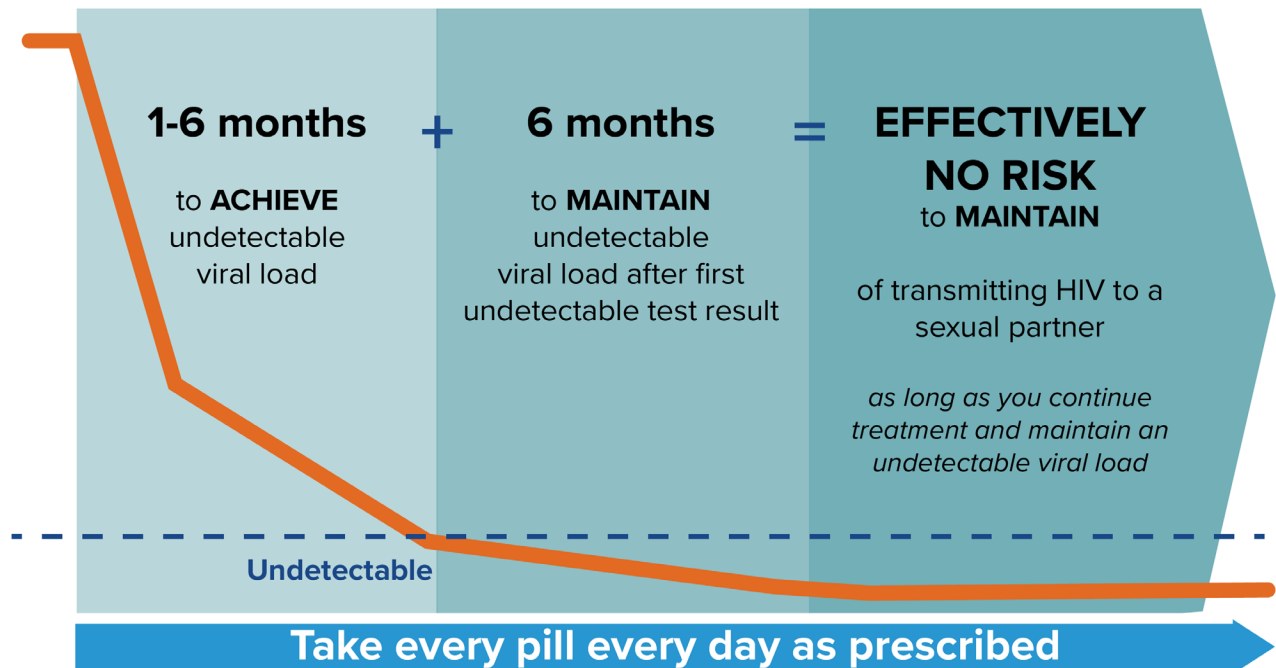 1-6 months
to ACHIEVE
undetectable
viral load
+
6 months
to MAINTAIN
undetectable
viral load after first
undetectable test result
=
EFFECTIVELY
NO RISK
to MAINTAIN
of transmitting HIV to a
sexual partner
as long as you continue
treatment and maintain an
undetectable viral load
Undetectable
Take every pill every day as prescribed